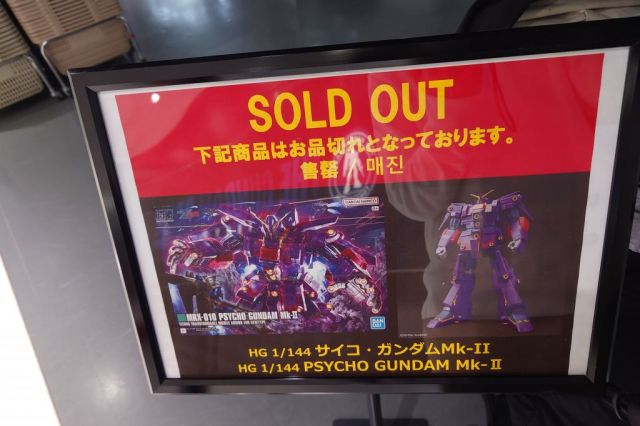 SOLD OUT
下記商品はお品切れとなっております。
售罄 / 매진
MRX-010 PSYCHO GUNDAM Mk-II
BANDAI
HG 1/144 サイコ・ガンダムMk-II
HG 1/144 PSYCHO GUNDAM Mk-Ⅱ